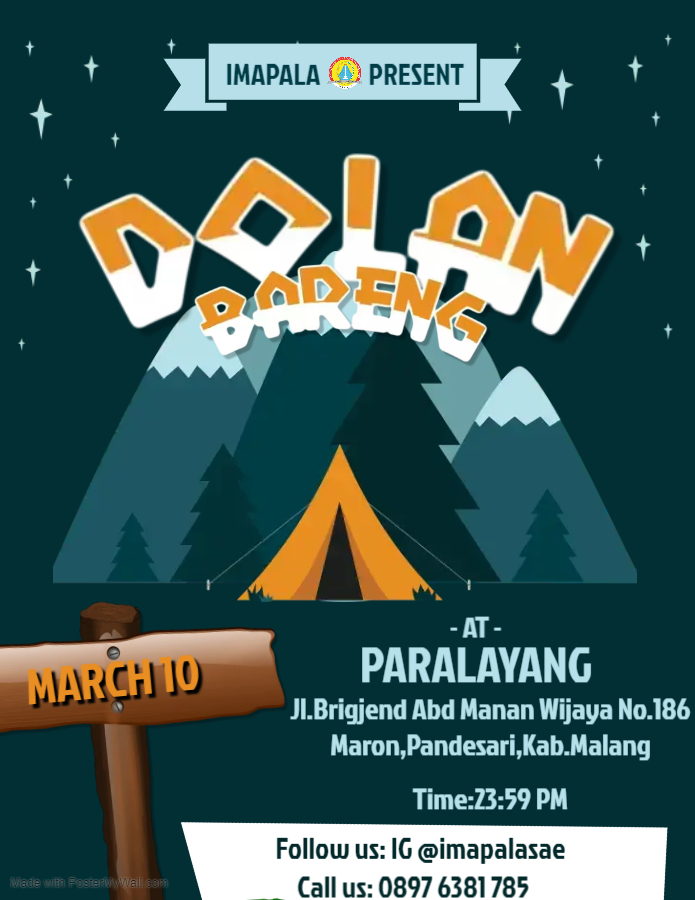 IMAPALA PRESENT
DOLAN
BARENG
MARCH 10
- AT -
PARALAYANG
Jl.Brigjend Abd Manan Wijaya No.186
Maron,Pandesari,Kab.Malang
Time:23:59 PM
Follow us: IG @imapalasae
Call us: 0897 6381 785
Made with PosterMyWall.com